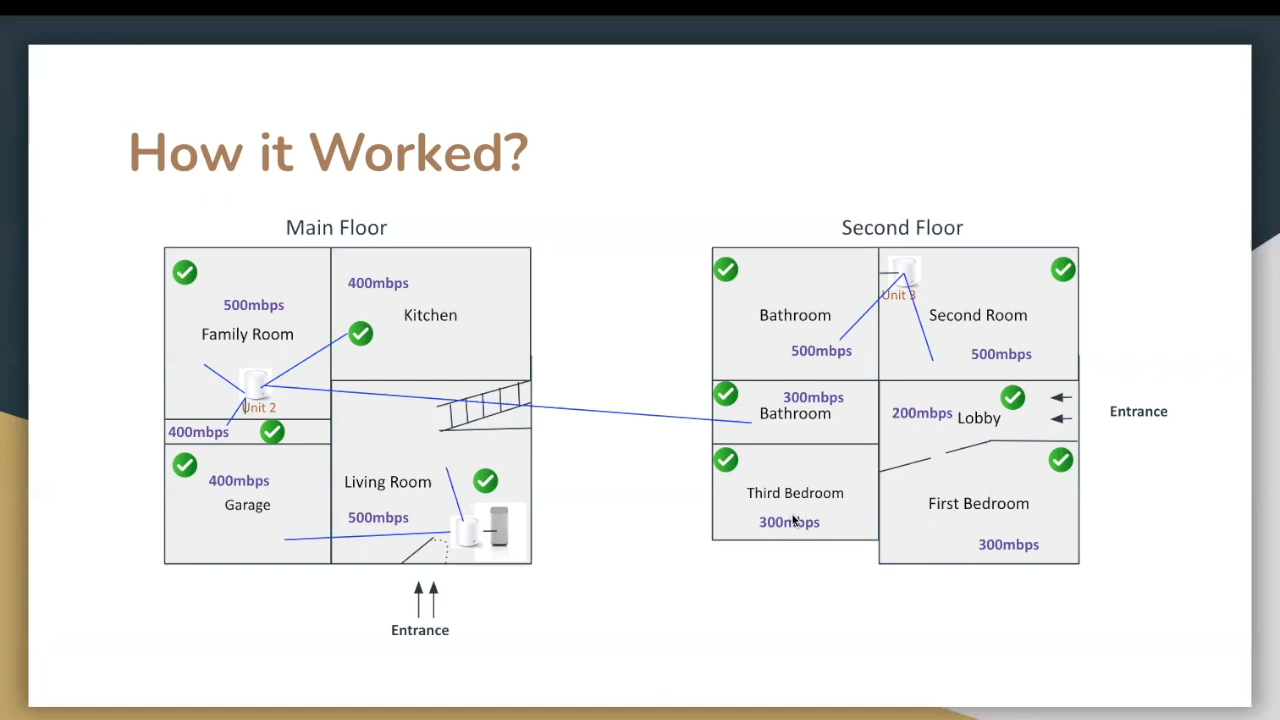 How it Worked?
Main Floor
500mbps
Family Room
400mbps
Kitchen
Unit 2
400mbps
400mbps
Garage
Living Room
500mbps
Entrance
Second Floor
Bathroom
500mbps
Unit 3
Second Room
500mbps
300mbps
Bathroom
200mbps
Lobby
Entrance
Third Bedroom
300mbps
First Bedroom
300mbps